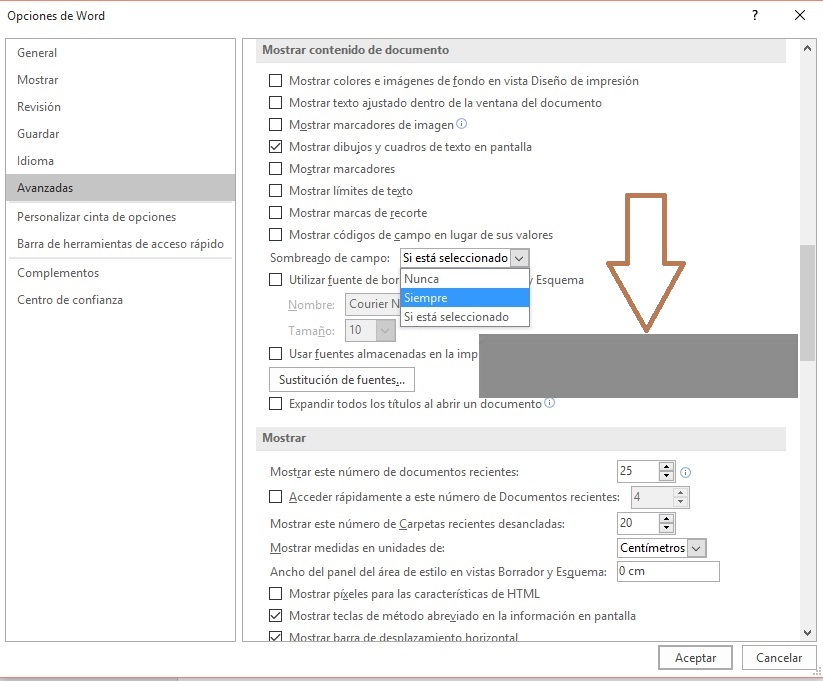 Opciones de Word
?
General
Mostrar
Revisión
Guardar
Idioma
Avanzadas
Personalizar cinta de opciones
Barra de herramientas de acceso rápido
Complementos
Centro de confianza
Mostrar contenido de documento
Mostrar colores e imágenes de fondo en vista Diseño de impresión
Mostrar texto ajustado dentro de la ventana del documento
Mostrar marcadores de imagen
Mostrar dibujos y cuadros de texto en pantalla
Mostrar marcadores
Mostrar límites de texto
Mostrar marcas de recorte
Mostrar códigos de campo en lugar de sus valores
Sombreado de campo: Si está seleccionado
Nunca
Siempre
Si está seleccionado
Utilizar fuente de y Esquema
Nombre: Courier
Tamaño: 10
Usar fuentes almacenadas en la
Sustitución de fuentes...
Expandir todos los títulos al abrir un documento
Mostrar
Mostrar este número de documentos recientes: 25
Acceder rápidamente a este número de Documentos recientes: 4
Mostrar este número de Carpetas recientes desancladas: 20
Mostrar medidas en unidades de: Centímetros
Ancho del panel del área de estilo en vistas Borrador y Esquema: 0 cm
Mostrar píxeles para las características de HTML
Mostrar teclas de método abreviado en la información en pantalla
Mostrar barra de desplazamiento horizontal
Aceptar
Cancelar